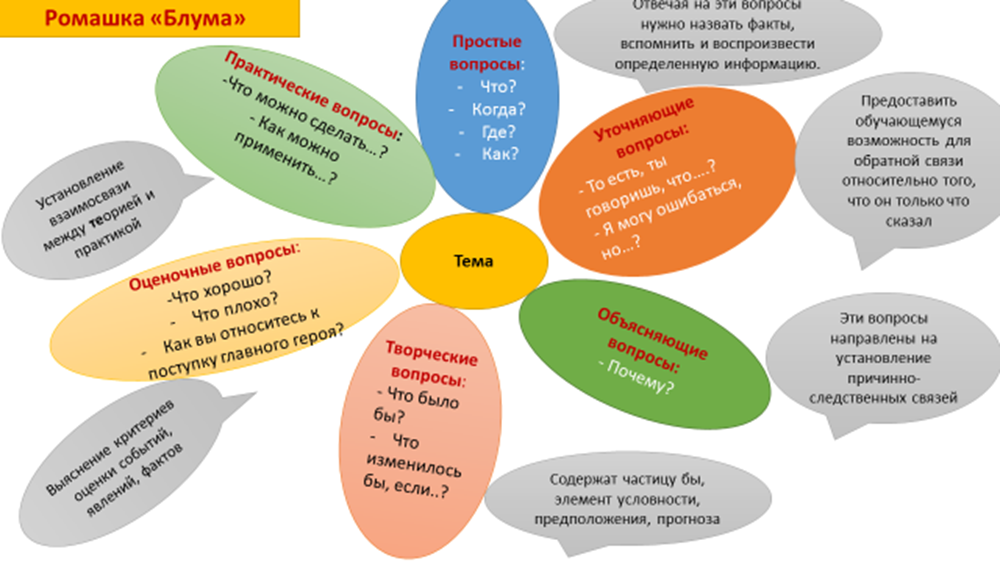 Ромашка «Блума»
Простые
вопросы:
- Что?
- Когда?
- Где?
- Как?
Отвечая на эти вопросы
нужно назвать факты,
вспомнить и воспроизвести
определенную информацию.
Уточняющие
вопросы:
- То есть, ты
говоришь, что....?
- Я могу ошибаться,
но...?
Предоставить
обучающемуся
возможность для
обратной связи
относительно того,
что он только что
сказал
Объясняющие
вопросы:
- Почему?
Эти вопросы
направлены на
установление
причинно-
следственных связей
Творческие
вопросы:
- Что было
бы?
- Что
изменилось
бы, если..?
Содержат частицу бы,
элемент условности,
предположения, прогноза
Оценочные вопросы:
-Что хорошо?
- Что плохо?
- Как вы относитесь к
поступку главного героя?
Выяснение критериев
оценки событий,
явлений, фактов
Практические вопросы:
-Что можно сделать...?
- Как можно
применить...?
Установление
взаимосвязи
между теорией и
практикой
Тема